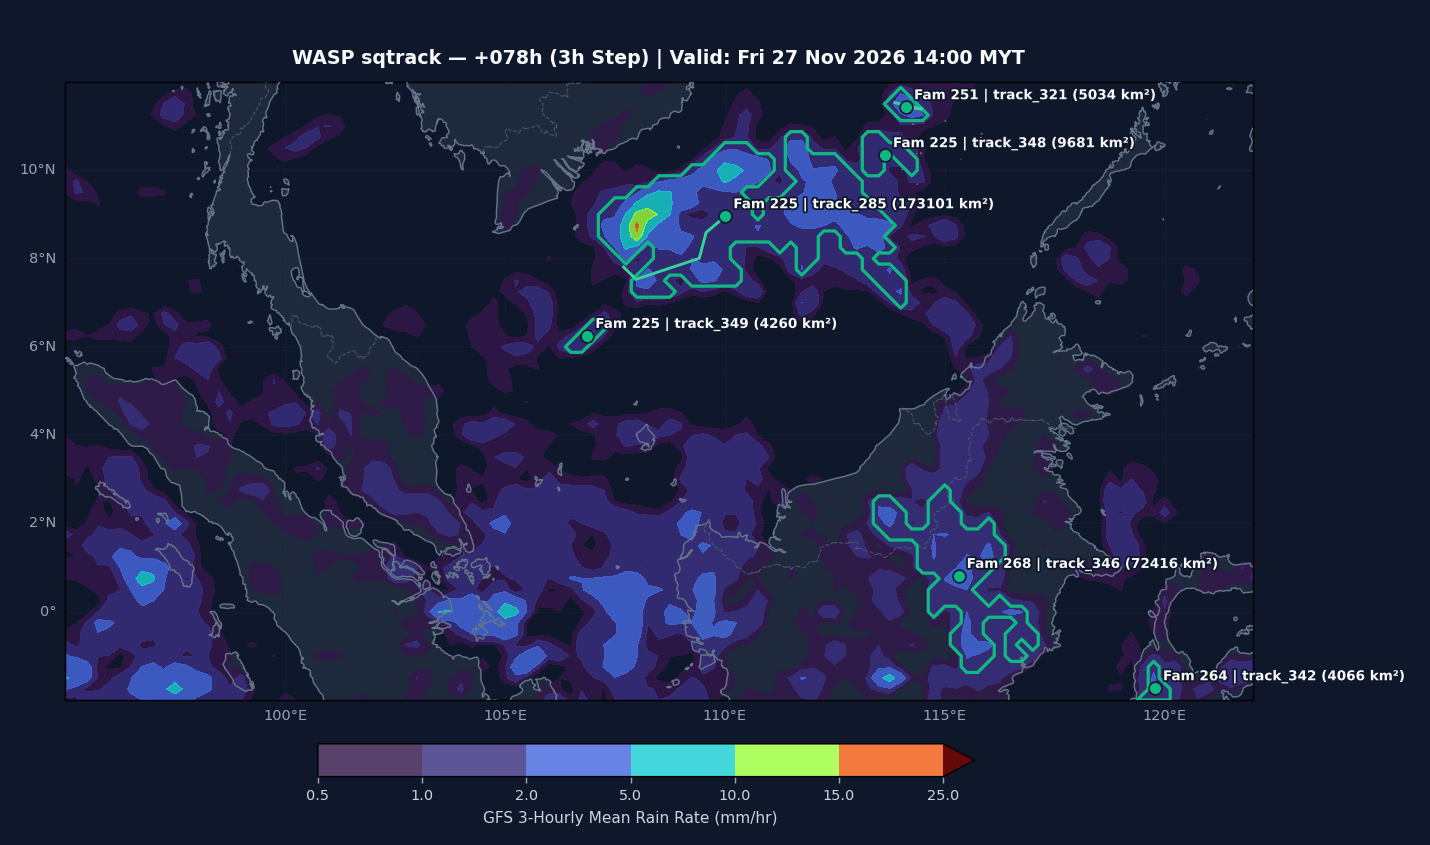 WASP sqtrack — +078h (3h Step) | Valid: Fri 27 Nov 2026 14:00 MYT
Fam 251 | track_321 (5034 km²)
Fam 225 | track_348 (9681 km²)
10°N
Fam 225 | track_285 (173101 km²)
8°N
Fam 225 | track_349 (4260 km²)
6°N
4°N
2°N
Fam 268 | track_346 (72416 km²)
0°
Fam 264 | track_342 (4066 km²)
100°E 105°E 110°E 115°E 120°E
0.5 1.0 2.0 5.0 10.0 15.0 25.0
GFS 3-Hourly Mean Rain Rate (mm/hr)